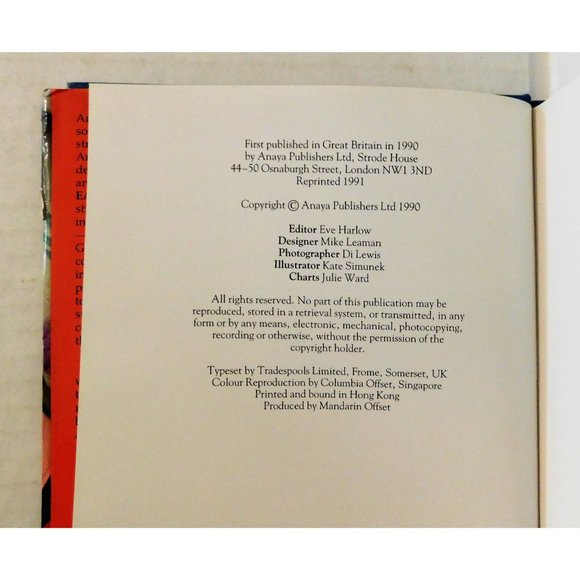 First published in Great Britain in 1990
by Anaya Publishers Ltd, Strode House
44–50 Osnaburgh Street, London NW1 3ND
Reprinted 1991
Copyright © Anaya Publishers Ltd 1990
Editor Eve Harlow
Designer Mike Leaman
Photographer Di Lewis
Illustrator Kate Simunek
Charts Julie Ward
All rights reserved. No part of this publication may be
reproduced, stored in a retrieval system, or transmitted, in any
form or by any means, electronic, mechanical, photocopying,
recording or otherwise, without the permission of the
copyright holder.
Typeset by Tradespools Limited, Frome, Somerset, UK
Colour Reproduction by Columbia Offset, Singapore
Printed and bound in Hong Kong
Produced by Mandarin Offset